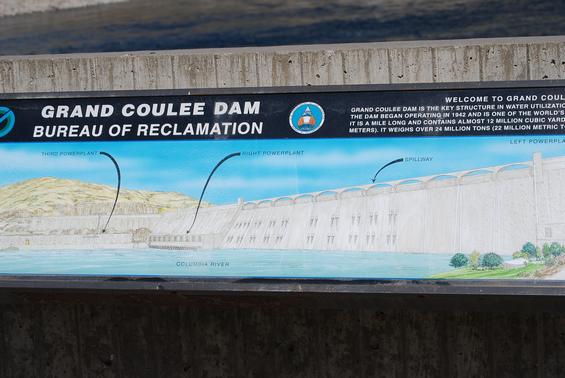 GRAND COULEE DAM
BUREAU OF RECLAMATION
WELCOME TO GRAND COUL
GRAND COULEE DAM IS THE KEY STRUCTURE IN WATER UTILIZATIO
THE DAM BEGAN OPERATING IN 1942 AND IS ONE OF THE WORLD'S
IT IS A MILE LONG AND CONTAINS ALMOST 12 MILLION CUBIC YARD
METERS). IT WEIGHS OVER 24 MILLION TONS (22 MILLION METRIC TO
THIRD POWERPLANT
RIGHT POWERPLANT
SPILLWAY
LEFT POWERPLA
COLUMBIA RIVER